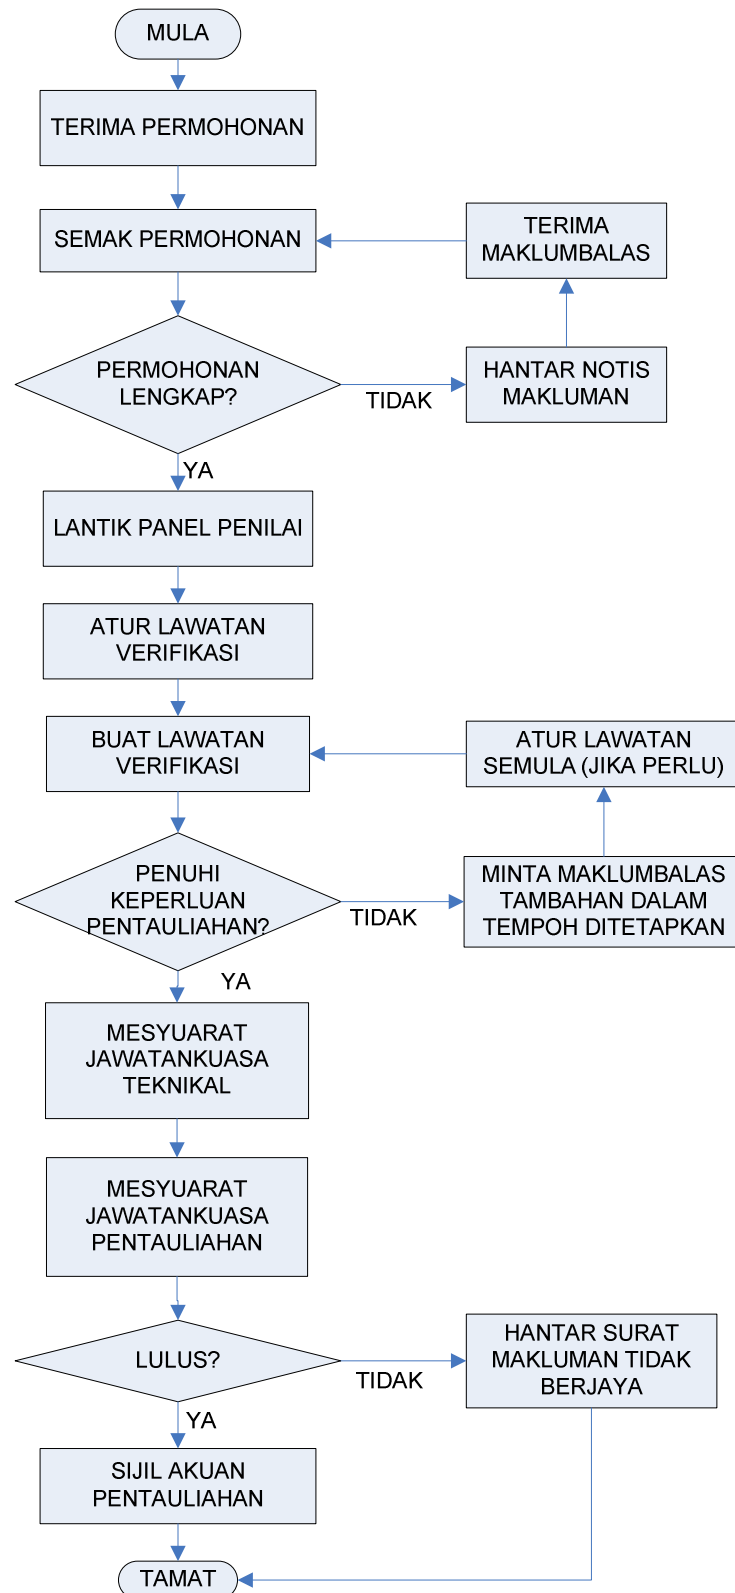 MULA
TERIMA PERMOHONAN
SEMAK PERMOHONAN
TERIMA
MAKLUMBALAS
PERMOHONAN
LENGKAP?
TIDAK
HANTAR NOTIS
MAKLUMAN
YA
LANTIK PANEL PENILAI
ATUR LAWATAN
VERIFIKASI
BUAT LAWATAN
VERIFIKASI
ATUR LAWATAN
SEMULA (JIKA PERLU)
PENUHI
KEPERLUAN
PENTAULIAHAN?
TIDAK
MINTA MAKLUMBALAS
TAMBAHAN DALAM
TEMPOH DITETAPKAN
YA
MESYUARAT
JAWATANKUASA
TEKNIKAL
MESYUARAT
JAWATANKUASA
PENTAULIAHAN
LULUS?
TIDAK
HANTAR SURAT
MAKLUMAN TIDAK
BERJAYA
YA
SIJIL AKUAN
PENTAULIAHAN
TAMAT